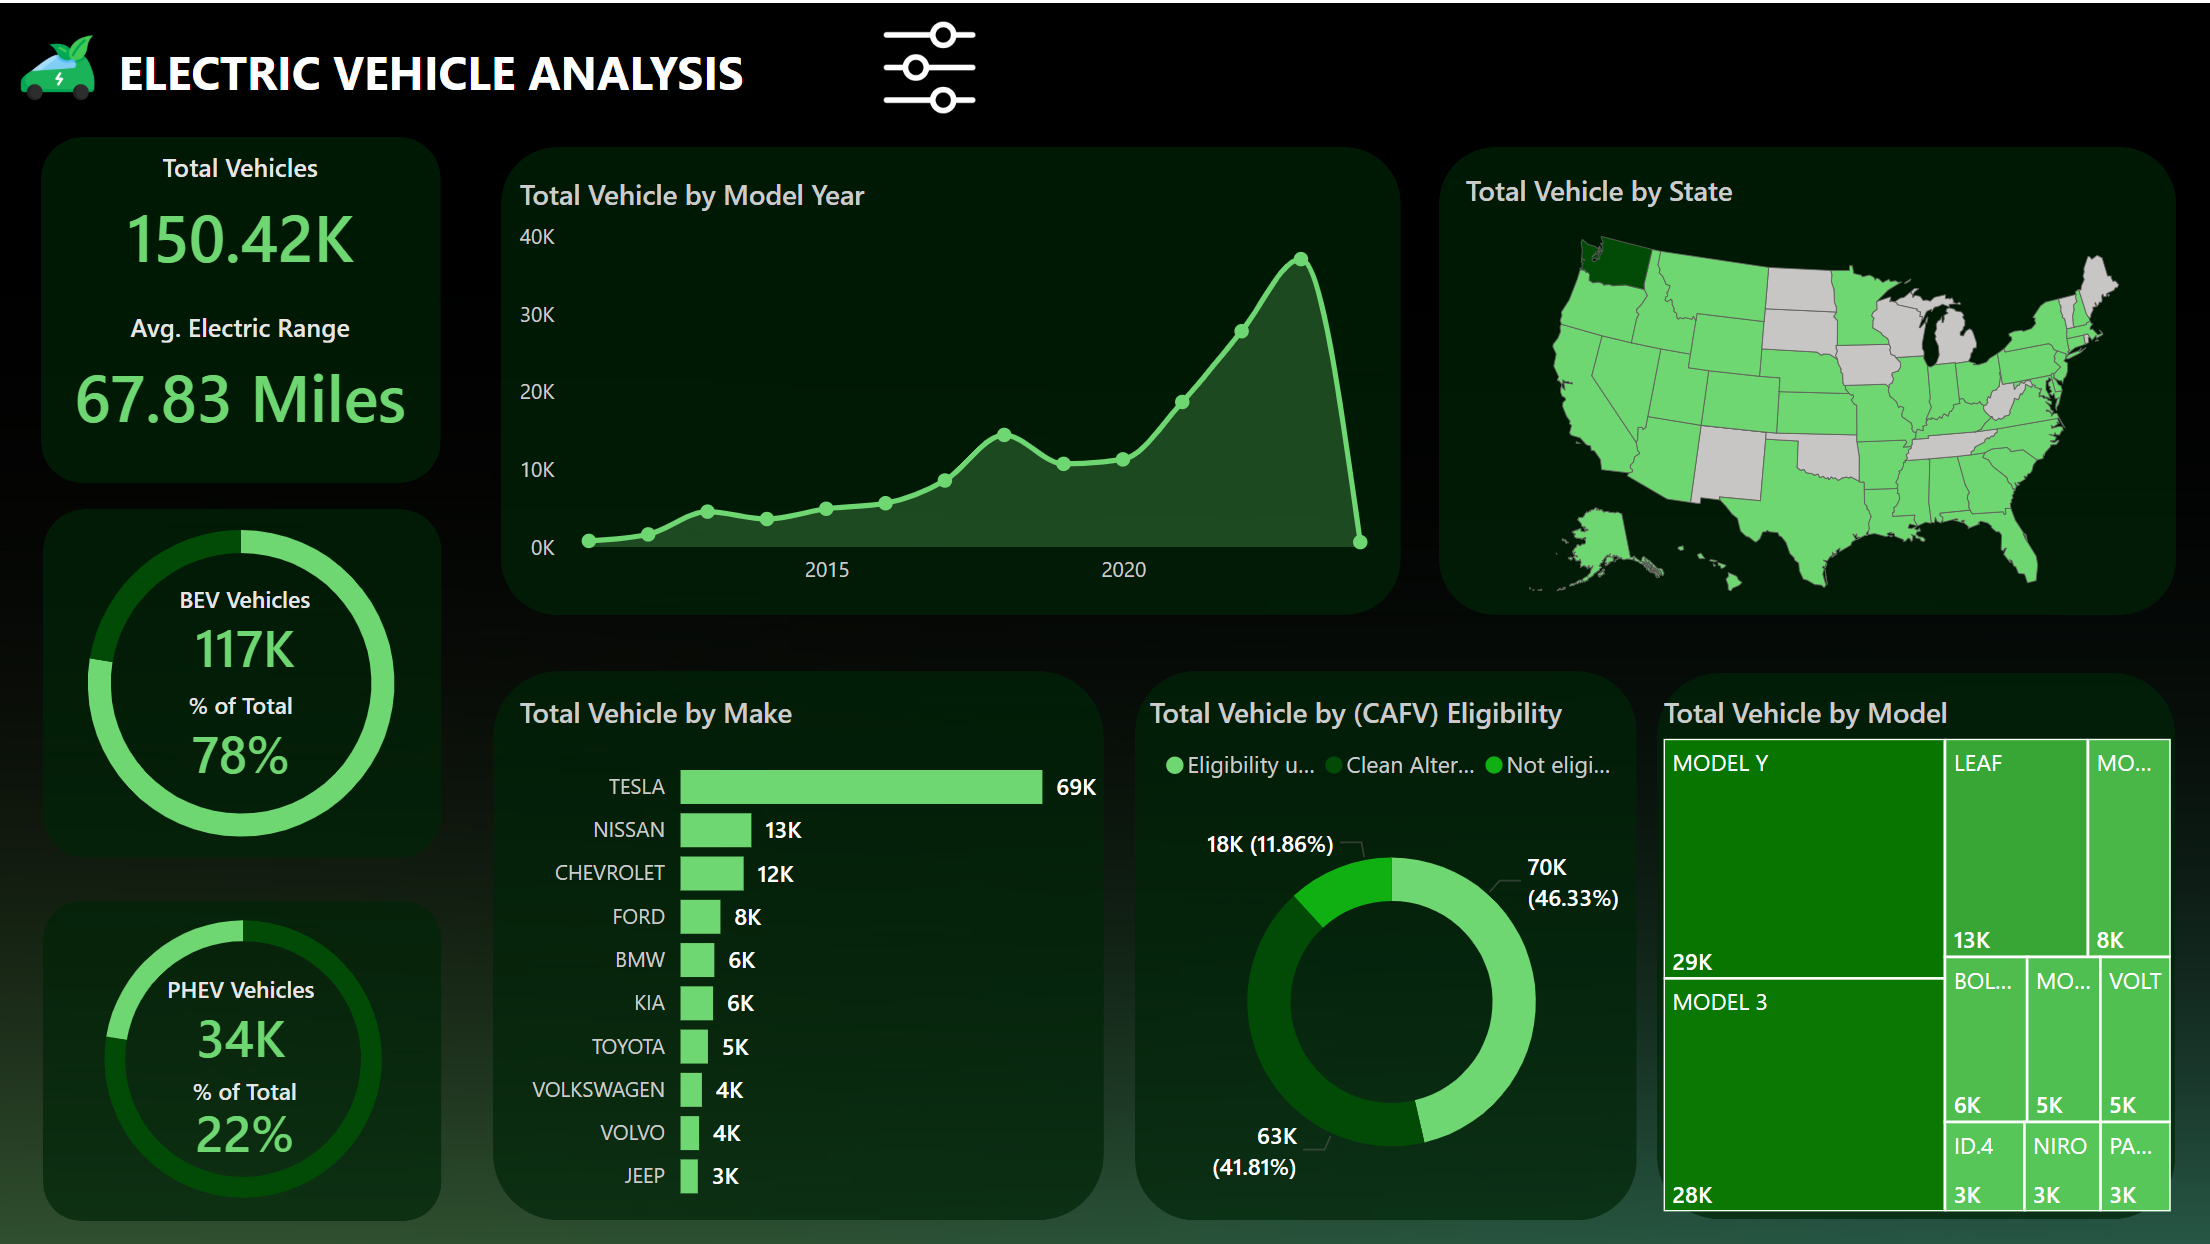 ELECTRIC VEHICLE ANALYSIS
Total Vehicles
150.42K
Avg. Electric Range
67.83 Miles
BEV Vehicles
117K
% of Total
78%
PHEV Vehicles
34K
% of Total
22%
Total Vehicle by Model Year
40K
30K
20K
10K
0K
2015
2020
Total Vehicle by State
Total Vehicle by Make
TESLA 69K
NISSAN 13K
CHEVROLET 12K
FORD 8K
BMW 6K
KIA 6K
TOYOTA 5K
VOLKSWAGEN 4K
VOLVO 4K
JEEP 3K
Total Vehicle by (CAFV) Eligibility
Eligibility u... Clean Alter... Not eligi...
18K (11.86%)
70K
(46.33%)
63K
(41.81%)
Total Vehicle by Model
MODEL Y
29K
MODEL 3
28K
LEAF
13K
MO...
8K
BOL...
6K
MO...
5K
VOLT
5K
ID.4
3K
NIRO
3K
PA...
3K